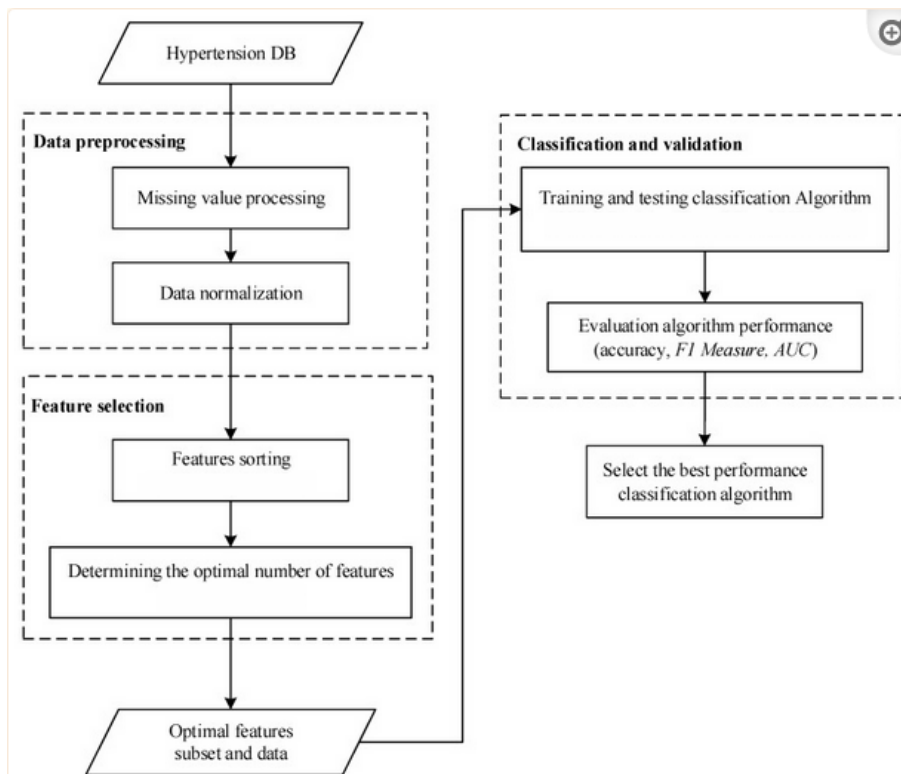 Hypertension DB
Data preprocessing
Missing value processing
Data normalization
Feature selection
Features sorting
Determining the optimal number of features
Optimal features
subset and data
Classification and validation
Training and testing classification Algorithm
Evaluation algorithm performance
(accuracy, F1 Measure, AUC)
Select the best performance
classification algorithm